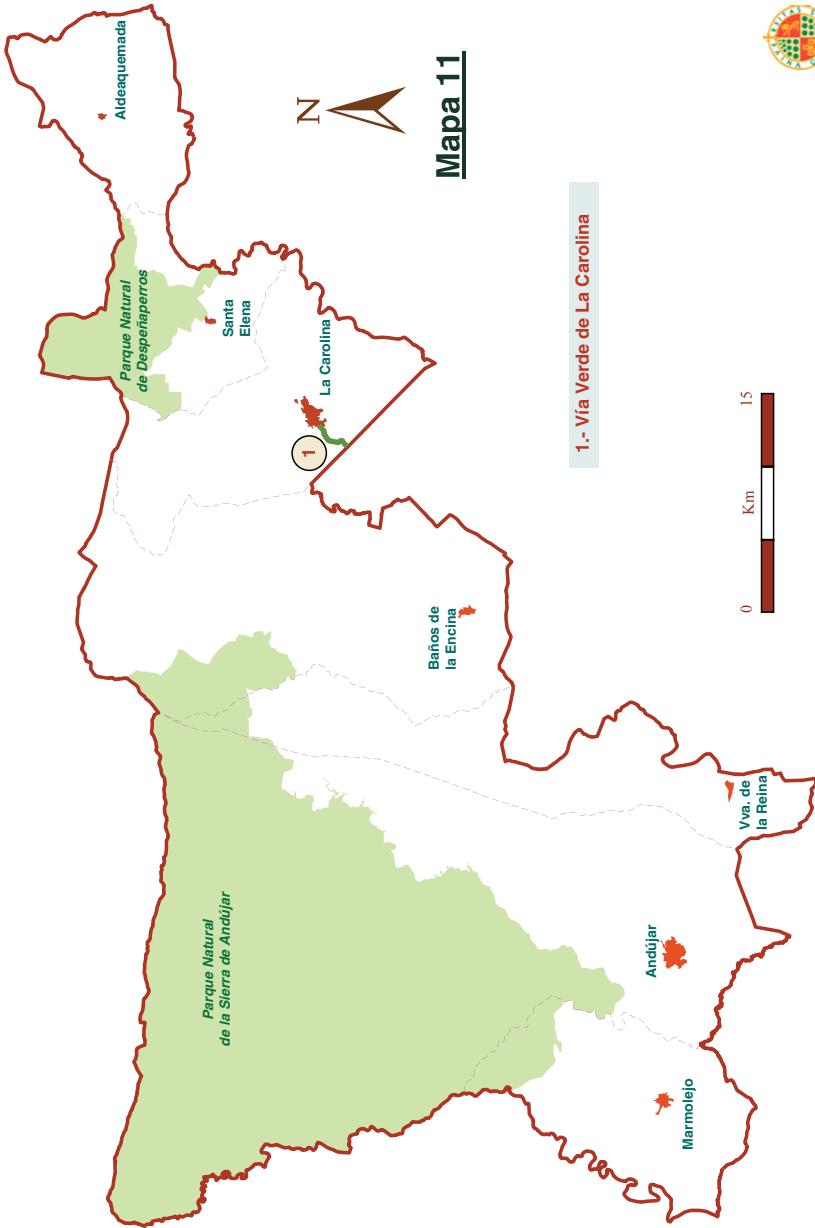 Parque Natural
de la Sierra de Andújar
Parque Natural
de Despeñaperros
Aldeaquemada
Santa
Elena
La Carolina
1
Baños de
la Encina
Andújar
Marmolejo
Vva. de
la Reina
N
Mapa 11
1.- Vía Verde de La Carolina
0
Km
15